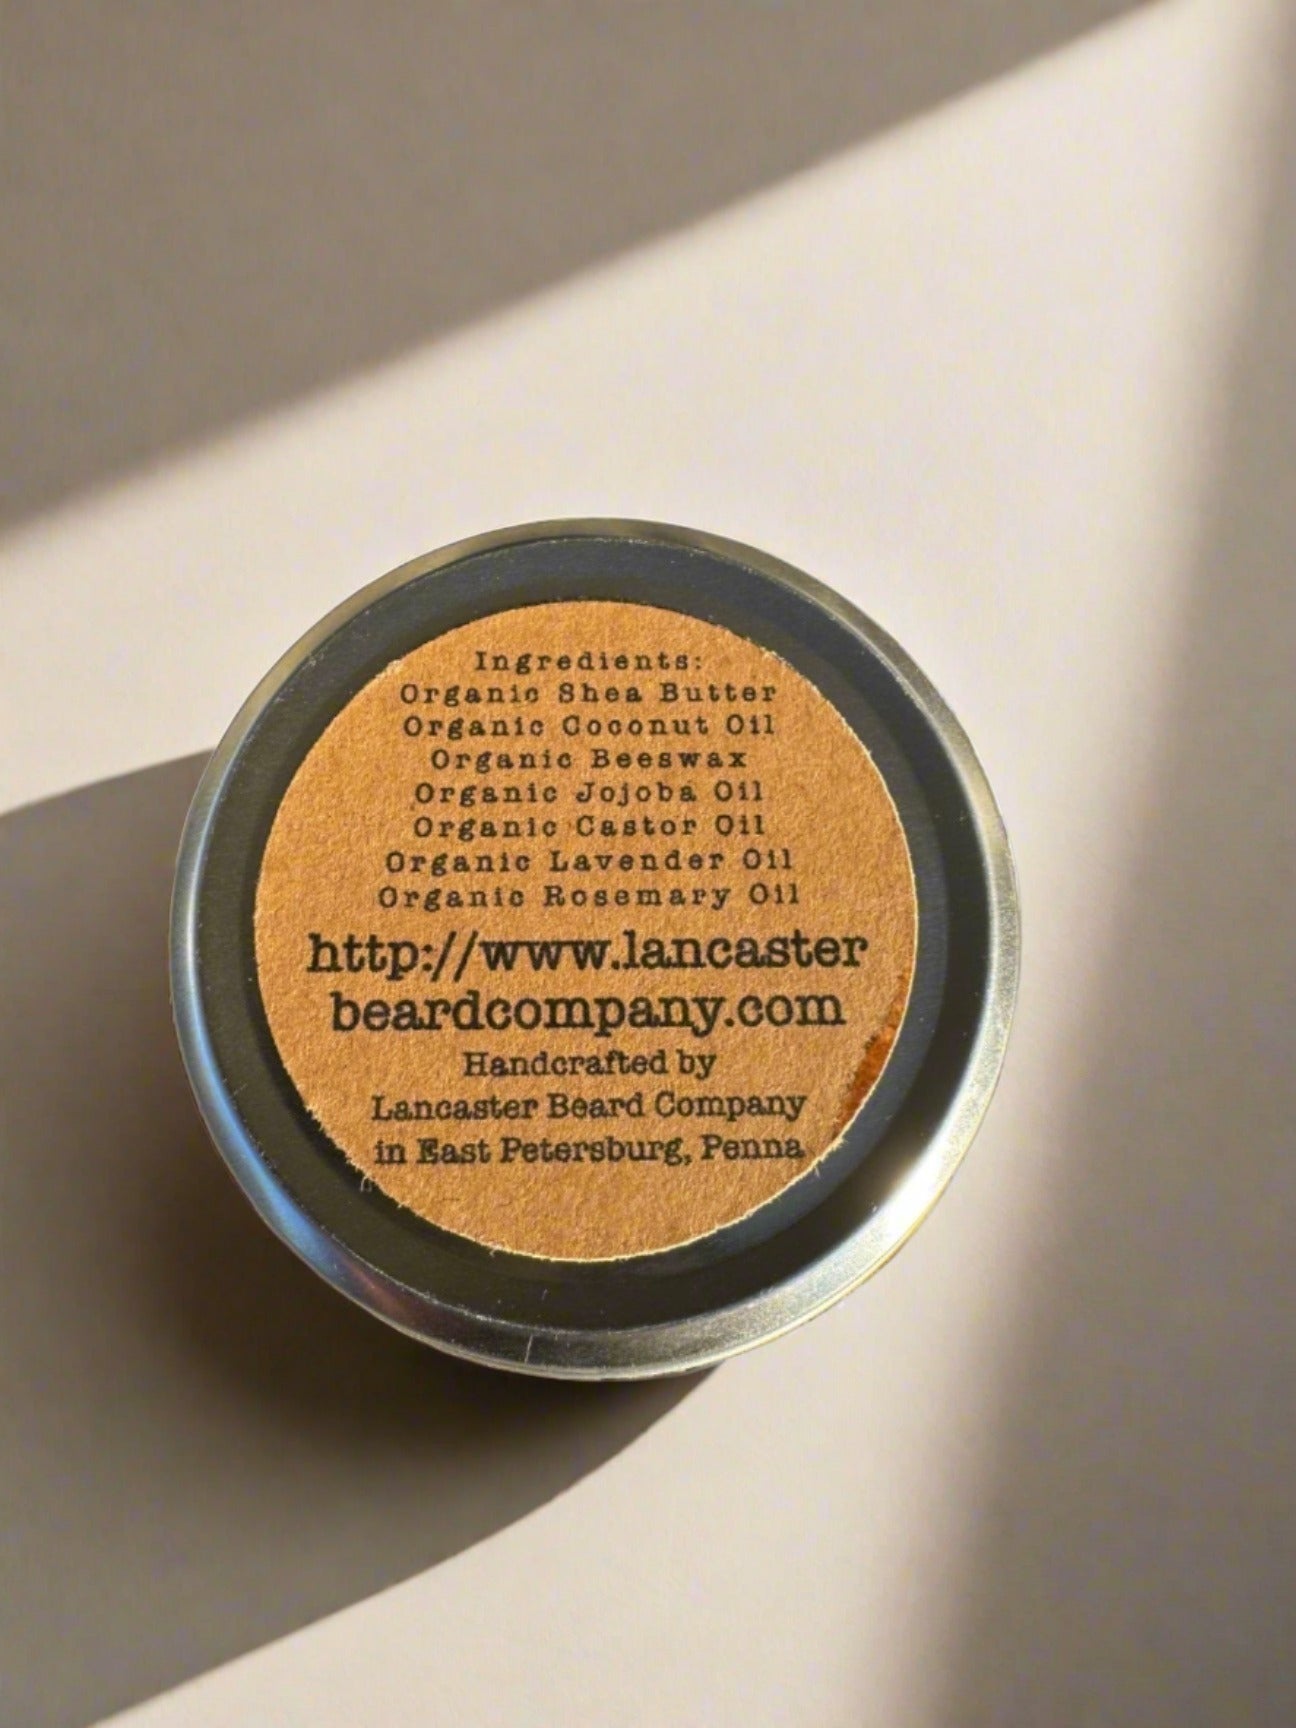 Ingredients:
Organic Shea Butter
Organic Coconut Oil
Organic Beeswax
Organic Jojoba Oil
Organic Castor Oil
Organic Lavender Oil
Organic Rosemary Oil
http://www.lancaster
beardcompany.com
Handcrafted by
Lancaster Beard Company
in East Petersburg, Penna